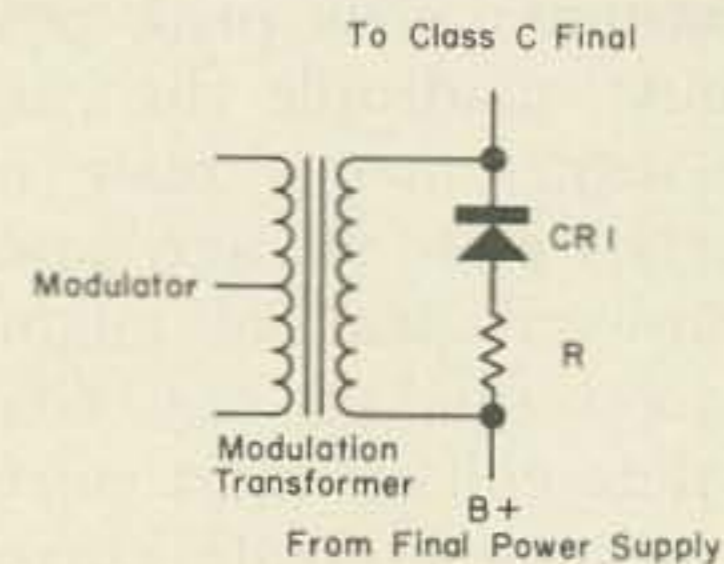 To Class C Final
CR1
Modulator
R
Modulation
Transformer
B+
From Final Power Supply